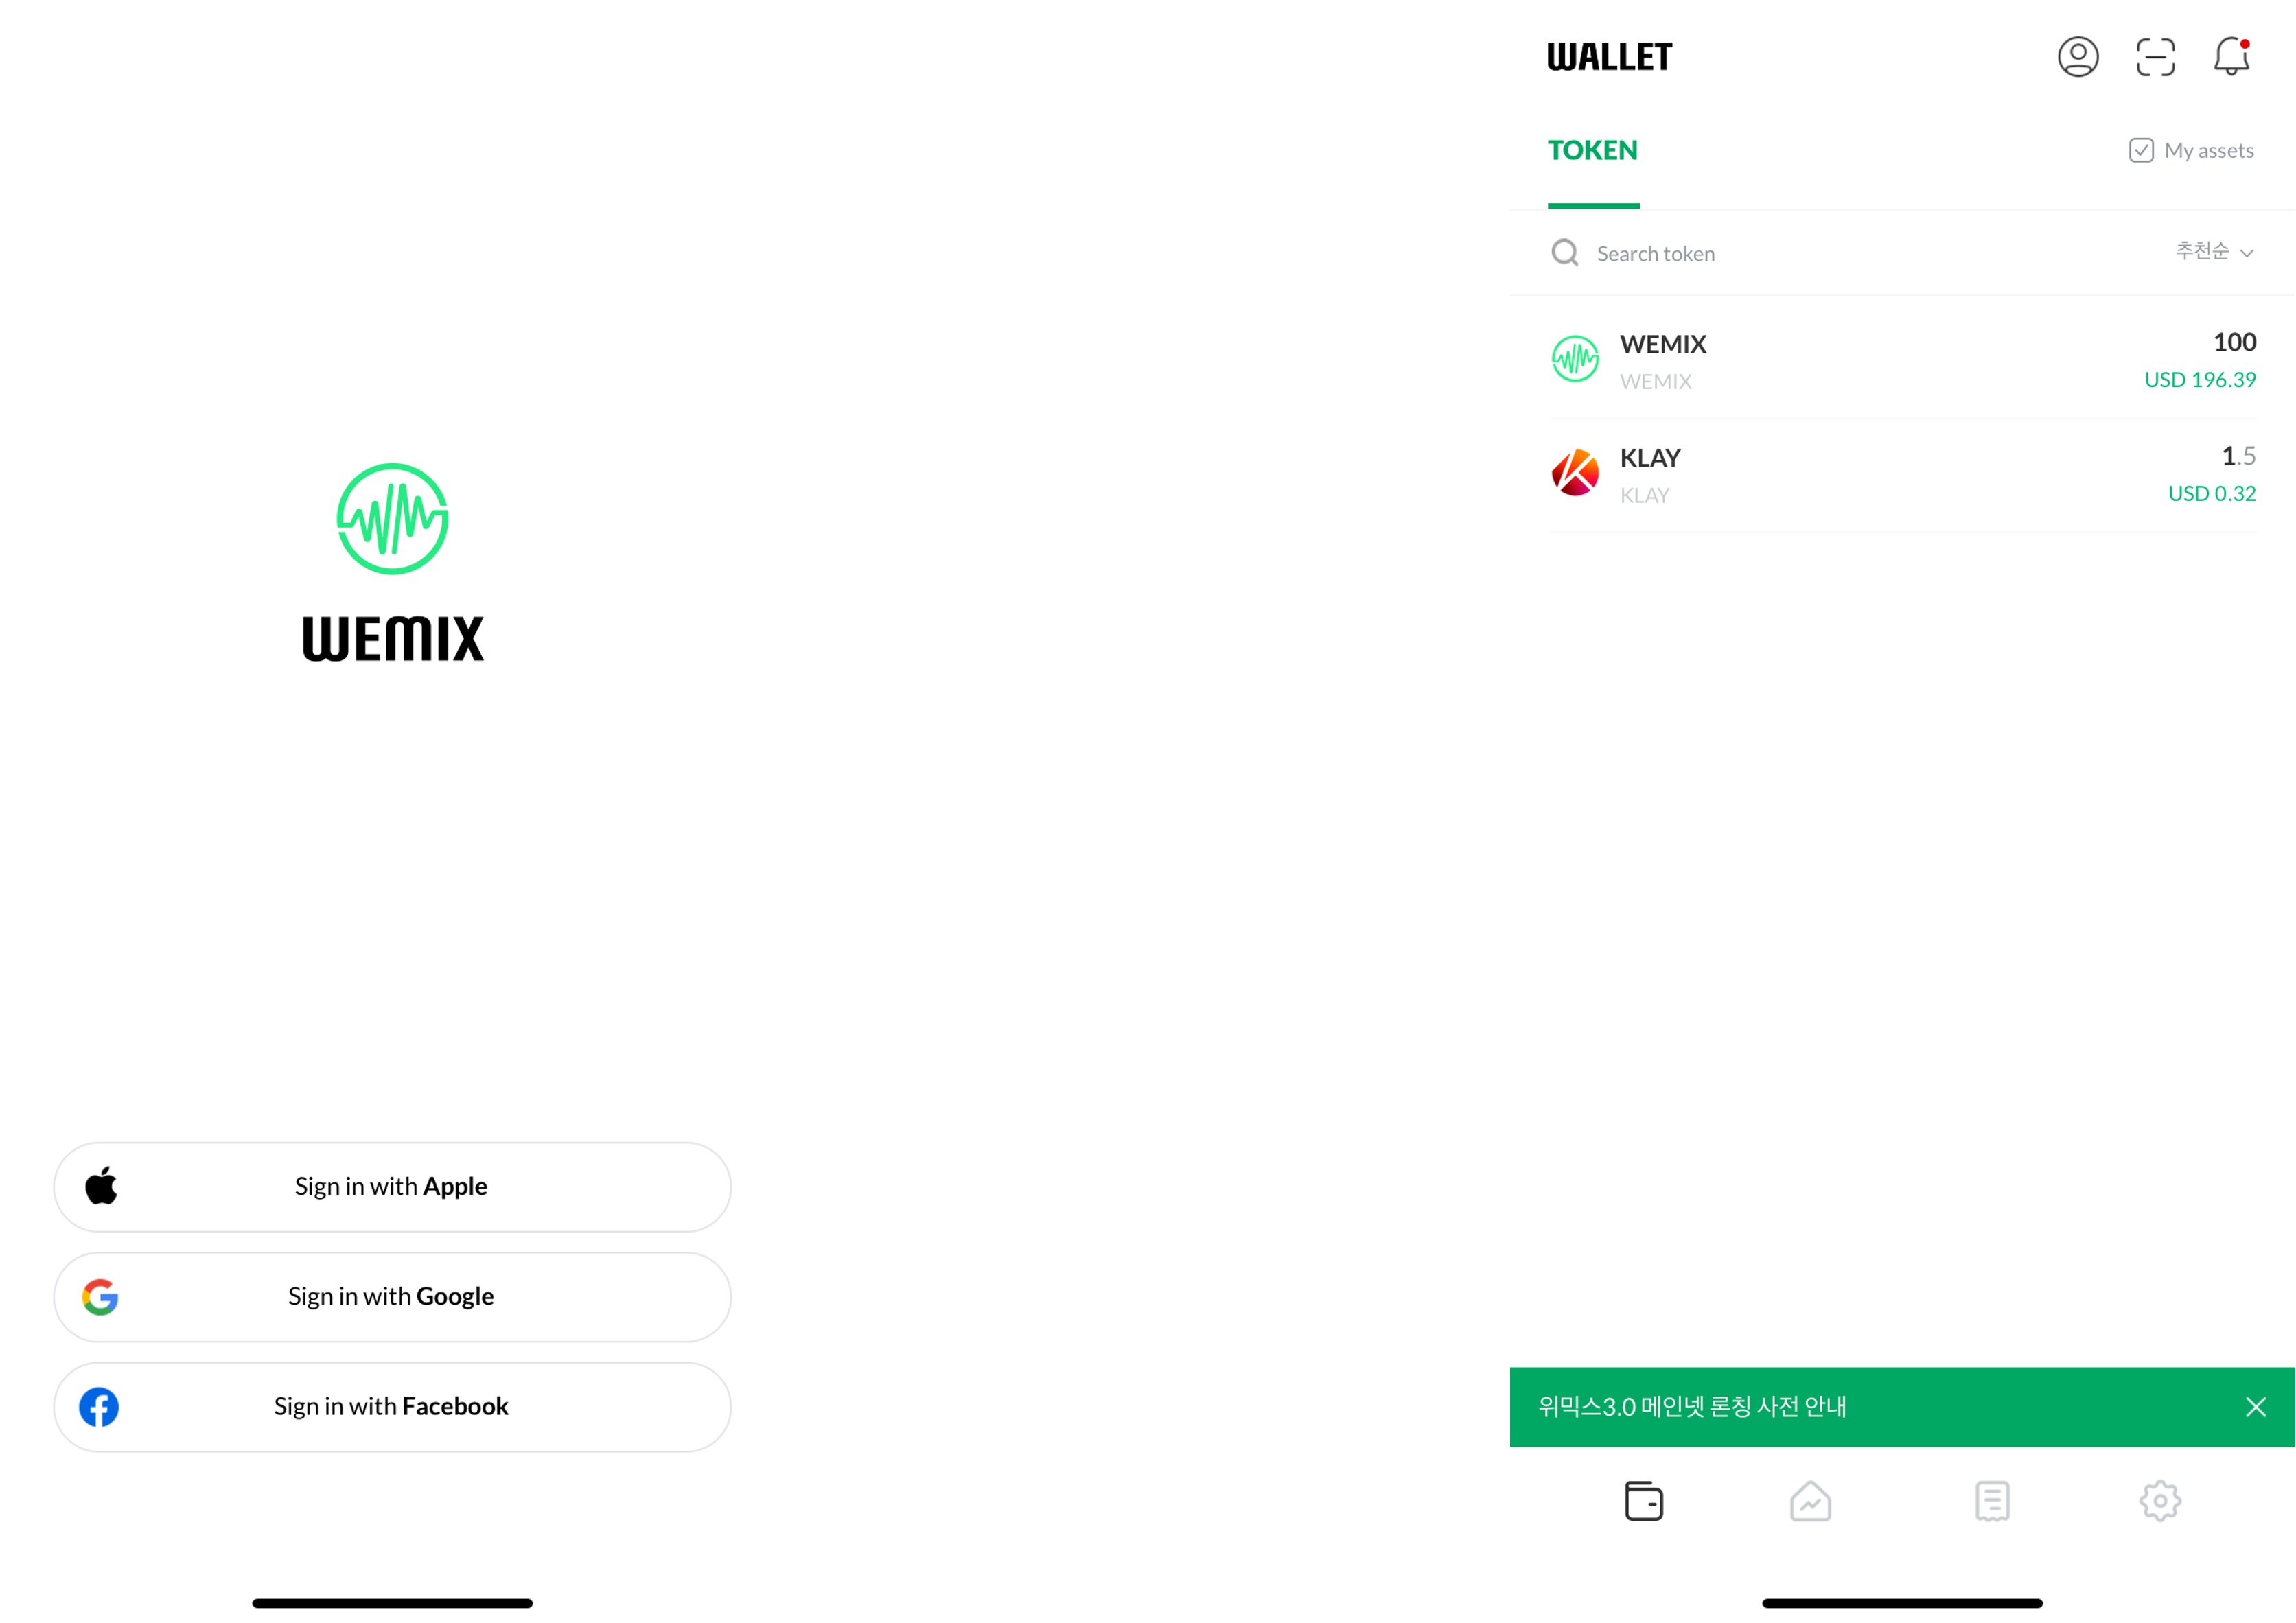 WEMIX
Sign in with Apple
Sign in with Google
Sign in with Facebook
WALLET
TOKEN
My assets
Search token
추천순
WEMIX
100
WEMIX
USD 196.39
KLAY
1.5
KLAY
USD 0.32
위믹스3.0 메인넷 론칭 사전 안내